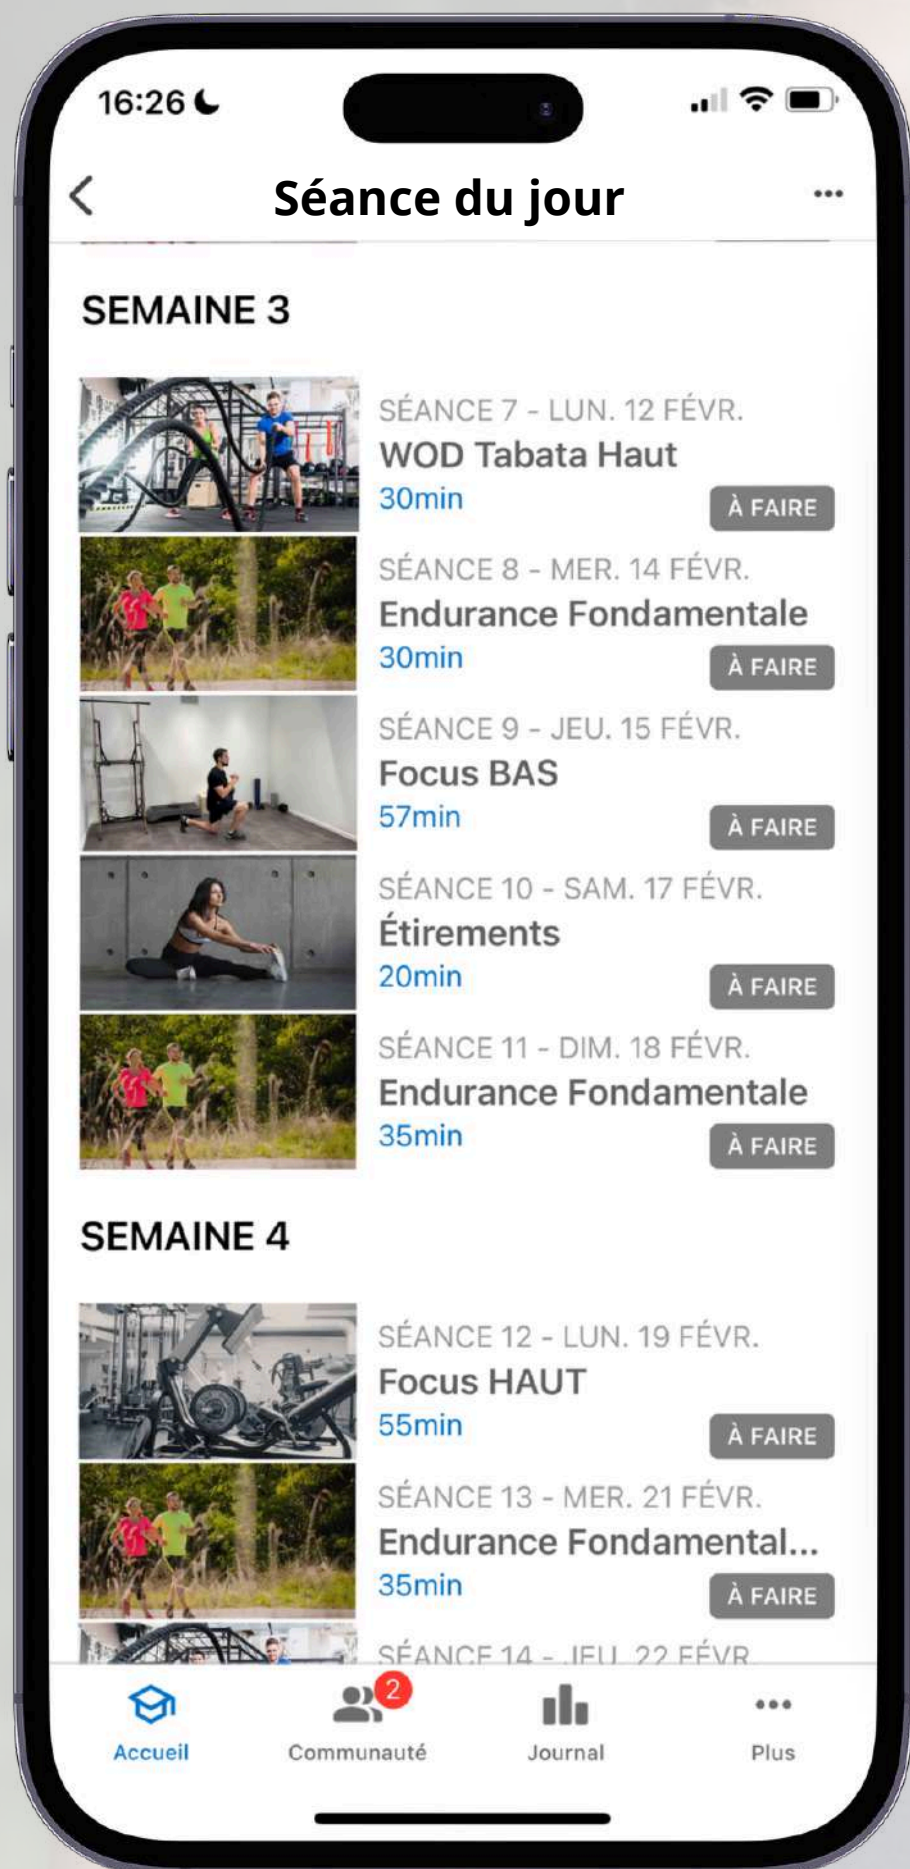 16:26
Séance du jour
SEMAINE 3
SÉANCE 7 - LUN. 12 FÉVR.
WOD Tabata Haut
30min
À FAIRE
SÉANCE 8 - MER. 14 FÉVR.
Endurance Fondamentale
30min
À FAIRE
SÉANCE 9 - JEU. 15 FÉVR.
Focus BAS
57min
À FAIRE
SÉANCE 10 - SAM. 17 FÉVR.
Étirements
20min
À FAIRE
SÉANCE 11 - DIM. 18 FÉVR.
Endurance Fondamentale
35min
À FAIRE
SEMAINE 4
SÉANCE 12 - LUN. 19 FÉVR.
Focus HAUT
55min
À FAIRE
SÉANCE 13 - MER. 21 FÉVR.
Endurance Fondamental...
35min
À FAIRE
SÉANCE 14 - JEU. 22 FÉVR.
2
Accueil
Communauté
Journal
Plus